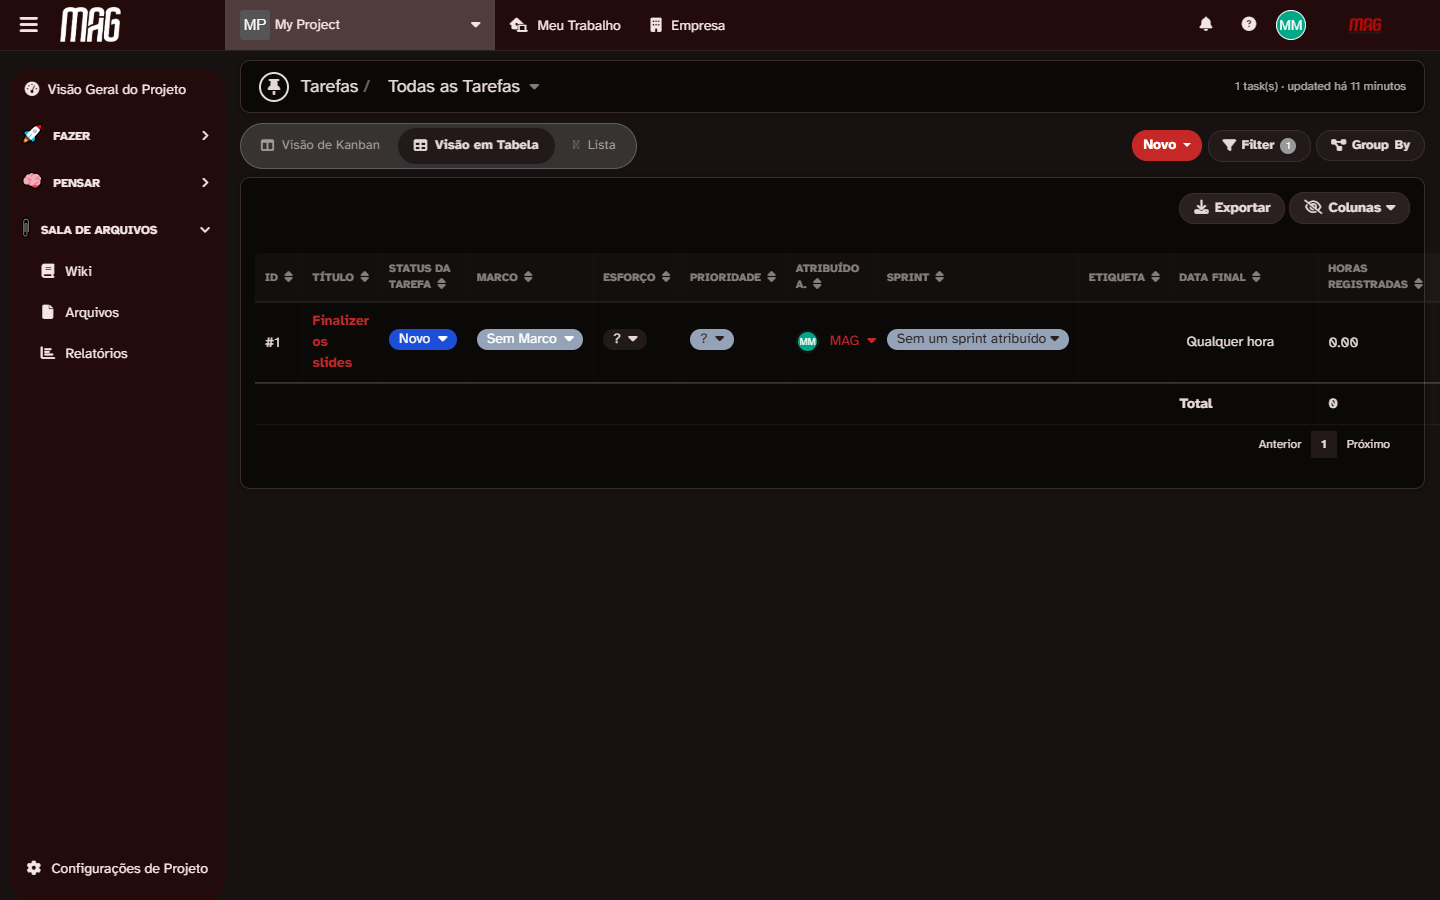 MAG
MP My Project
Meu Trabalho
Empresa
MM
MAG
Visão Geral do Projeto
FAZER
PENSAR
SALA DE ARQUIVOS
Wiki
Arquivos
Relatórios
Configurações de Projeto
Tarefas / Todas as Tarefas
1 task(s) · updated há 11 minutos
Visão de Kanban
Visão em Tabela
Lista
Novo
Filter 1
Group By
Exportar
Colunas
ID
TÍTULO
STATUS DA
TAREFA
MARCO
ESFORÇO
PRIORIDADE
ATRIBUÍDO
A.
SPRINT
ETIQUETA
DATA FINAL
HORAS
REGISTRADAS
#1
Finalizer
os
slides
Novo
Sem Marco
?
?
MM MAG
Sem um sprint atribuído
Qualquer hora
0.00
Total
0
Anterior 1 Próximo